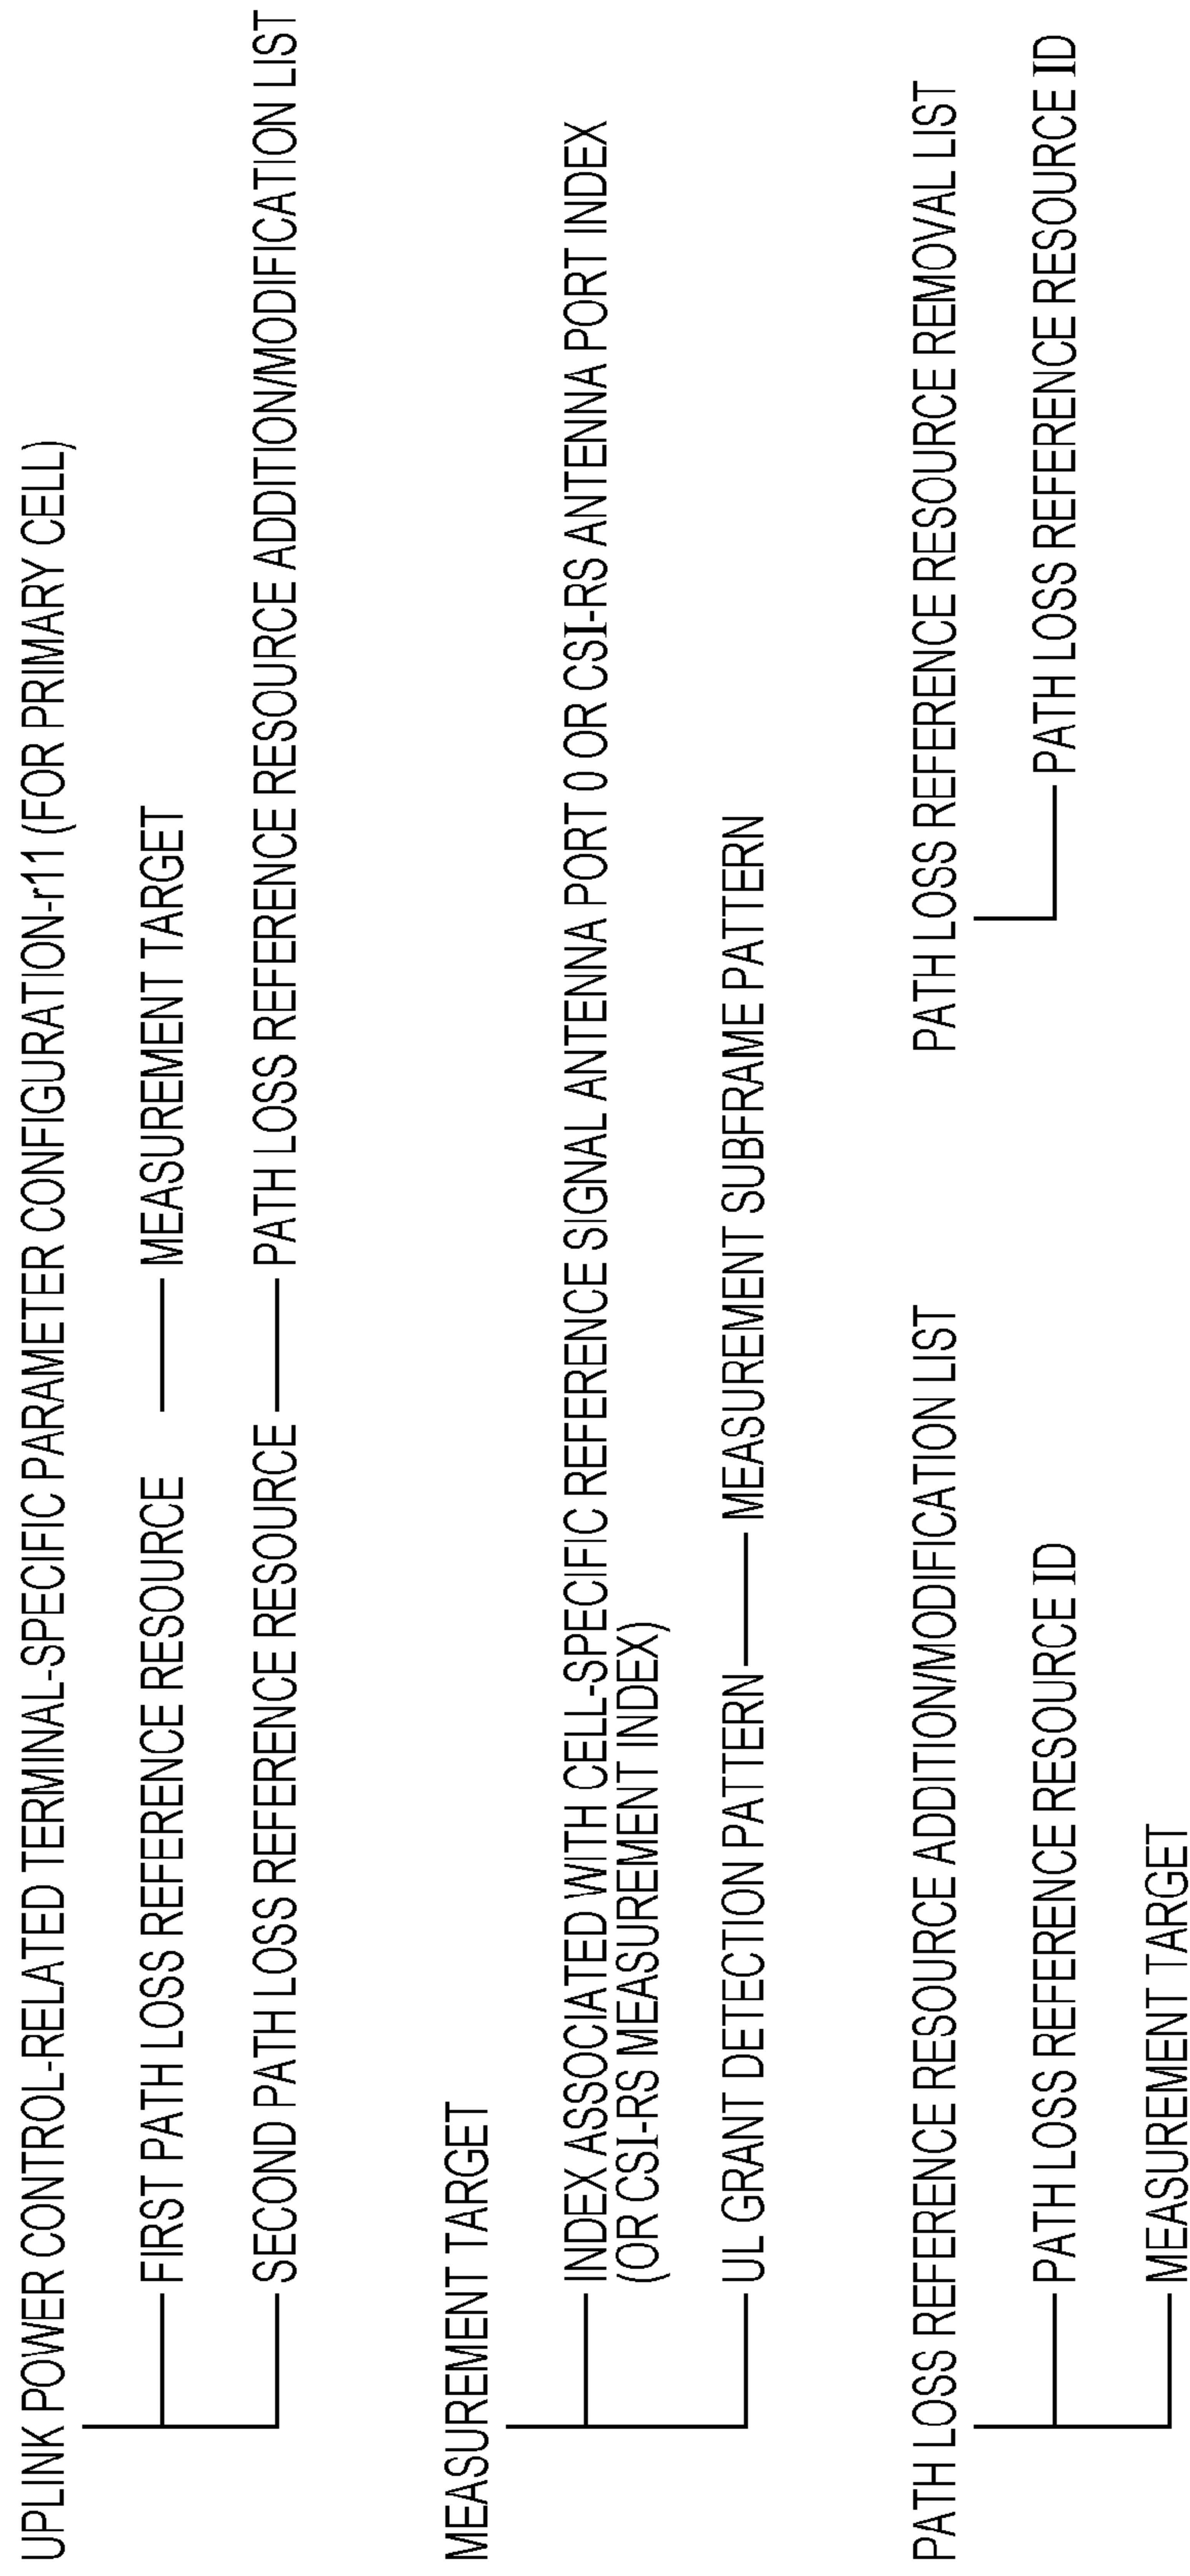 UPLINK POWER CONTROL-RELATED TERMINAL-SPECIFIC PARAMETER CONFIGURATION-r11 (FOR PRIMARY CELL)
FIRST PATH LOSS REFERENCE RESOURCE MEASUREMENT TARGET
SECOND PATH LOSS REFERENCE RESOURCE PATH LOSS REFERENCE RESOURCE ADDITION/MODIFICATION LIST
MEASUREMENT TARGET
INDEX ASSOCIATED WITH CELL-SPECIFIC REFERENCE SIGNAL ANTENNA PORT 0 OR CSI-RS ANTENNA PORT INDEX
(OR CSI-RS MEASUREMENT INDEX)
UL GRANT DETECTION PATTERN MEASUREMENT SUBFRAME PATTERN
PATH LOSS REFERENCE RESOURCE ADDITION/MODIFICATION LIST
PATH LOSS REFERENCE RESOURCE ID
MEASUREMENT TARGET
PATH LOSS REFERENCE RESOURCE REMOVAL LIST
PATH LOSS REFERENCE RESOURCE ID